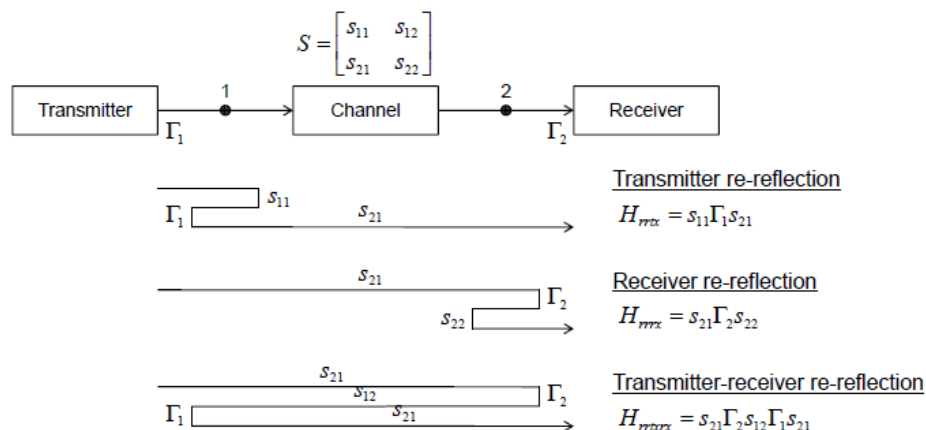 S = [ s11 s12
s21 s22 ]
1
2
Transmitter
Channel
Receiver
Γ1
Γ2
Transmitter re-reflection
s11
Γ1
s21
Hrrtx = s11Γ1s21
s21
Receiver re-reflection
Γ2
s22
Hrrrx = s21Γ2s22
s21
Transmitter-receiver re-reflection
s12
Γ2
Γ1
s21
Hrrtxrx = s21Γ2s12Γ1s21